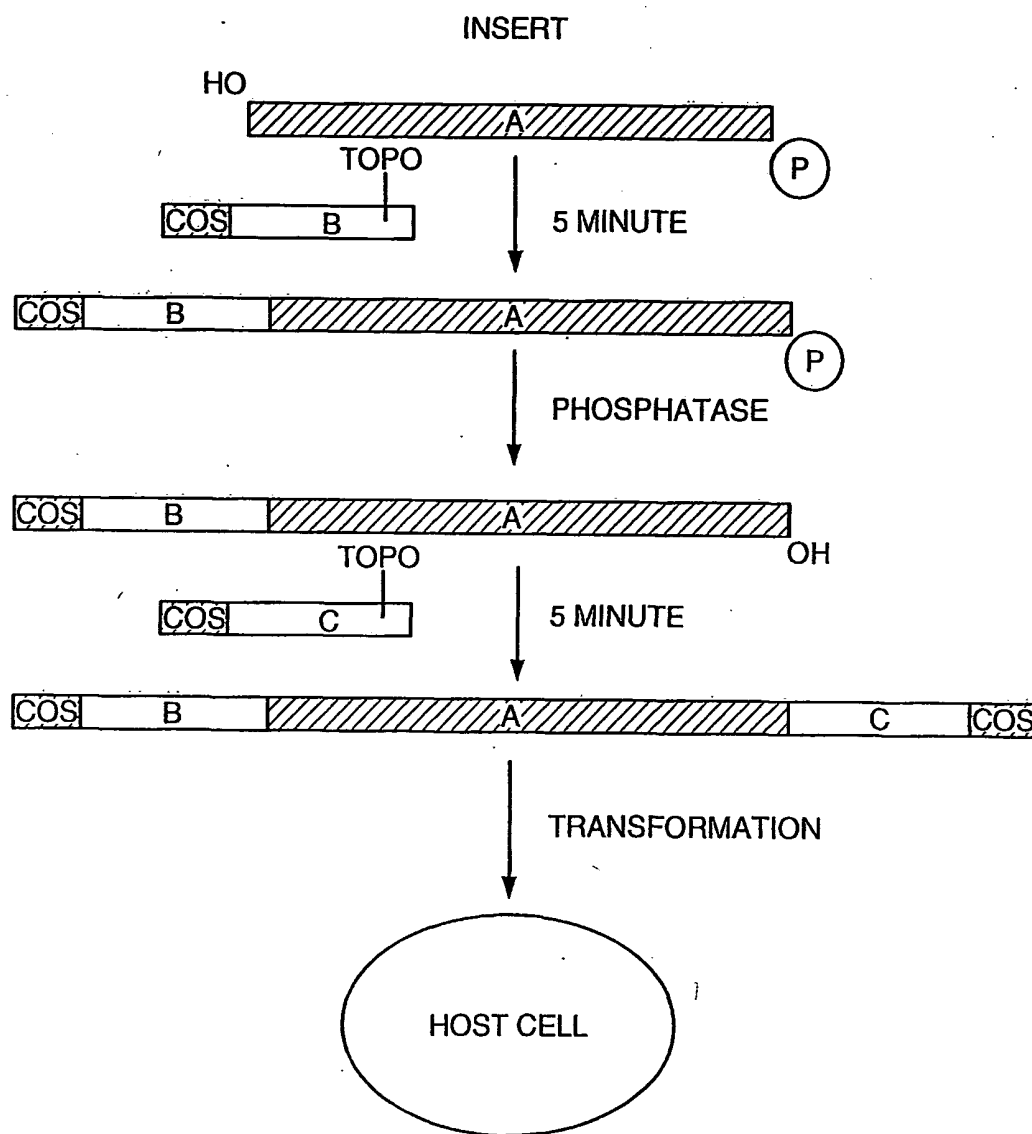 INSERT
HO
A
P
TOPO
COS B
5 MINUTE
COS B A
P
PHOSPHATASE
COS B A
OH
TOPO
COS C
5 MINUTE
COS B A C COS
TRANSFORMATION
HOST CELL